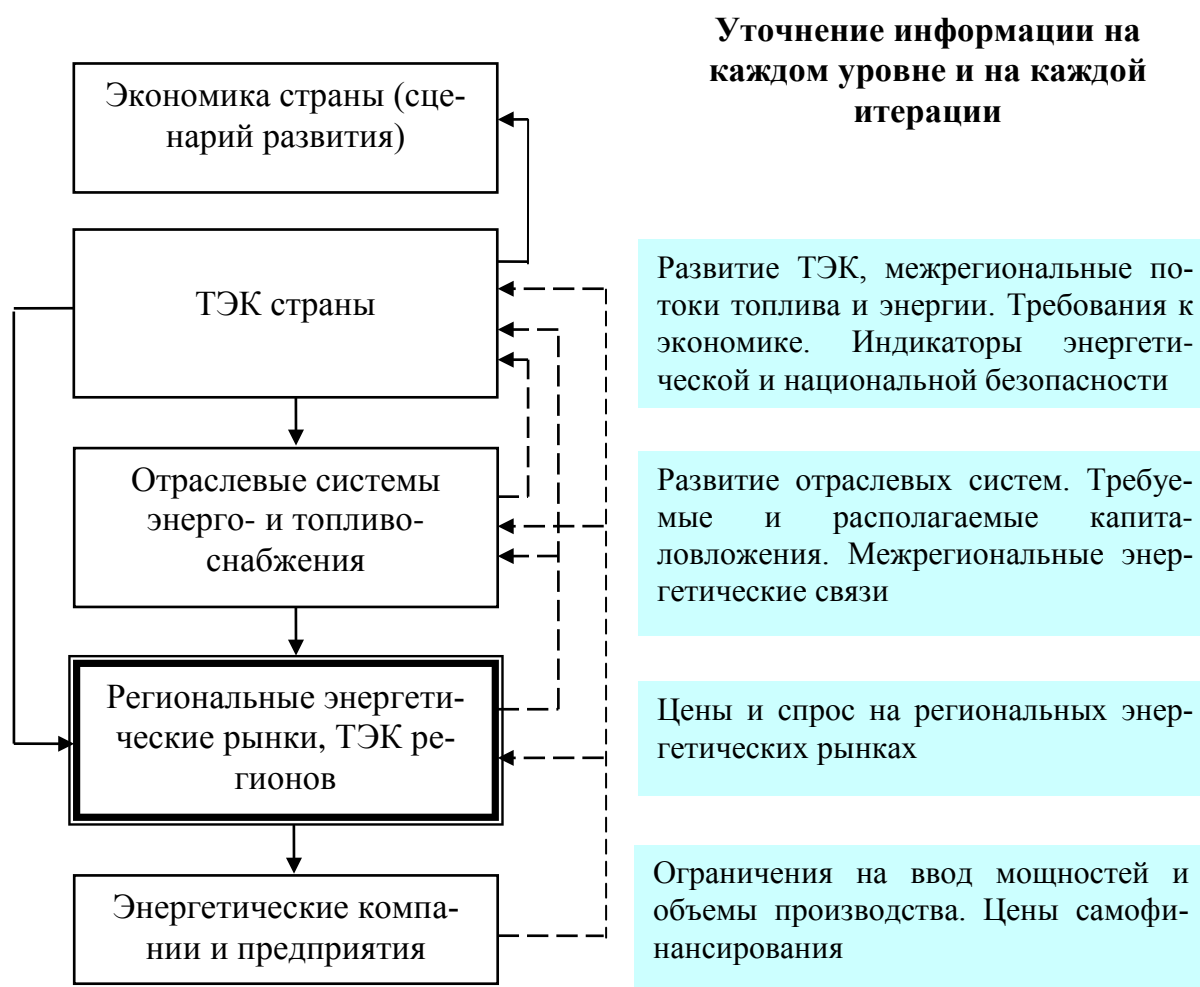 Уточнение информации на
каждом уровне и на каждой
итерации
Экономика страны (сце-
нарий развития)
ТЭК страны
Развитие ТЭК, межрегиональные по-
токи топлива и энергии. Требования к
экономике. Индикаторы энергети-
ческой и национальной безопасности
Отраслевые системы
энерго- и топливо-
снабжения
Развитие отраслевых систем. Требуе-
мые и располагаемые капита-
ловложения. Межрегиональные энер-
гетические связи
Региональные энергети-
ческие рынки, ТЭК ре-
гионов
Цены и спрос на региональных энер-
гетических рынках
Энергетические компа-
нии и предприятия
Ограничения на ввод мощностей и
объемы производства. Цены самофи-
нансирования